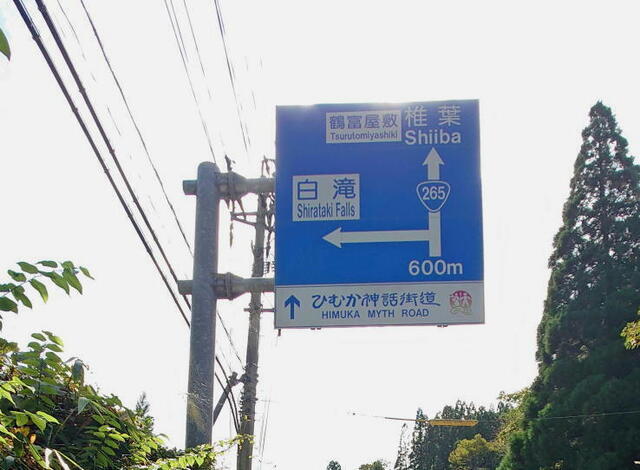 鶴富屋敷
Tsurutomiyashiki
椎葉
Shiiba
265
白滝
Shirataki Falls
600m
ひむか神話街道
HIMUKA MYTH ROAD